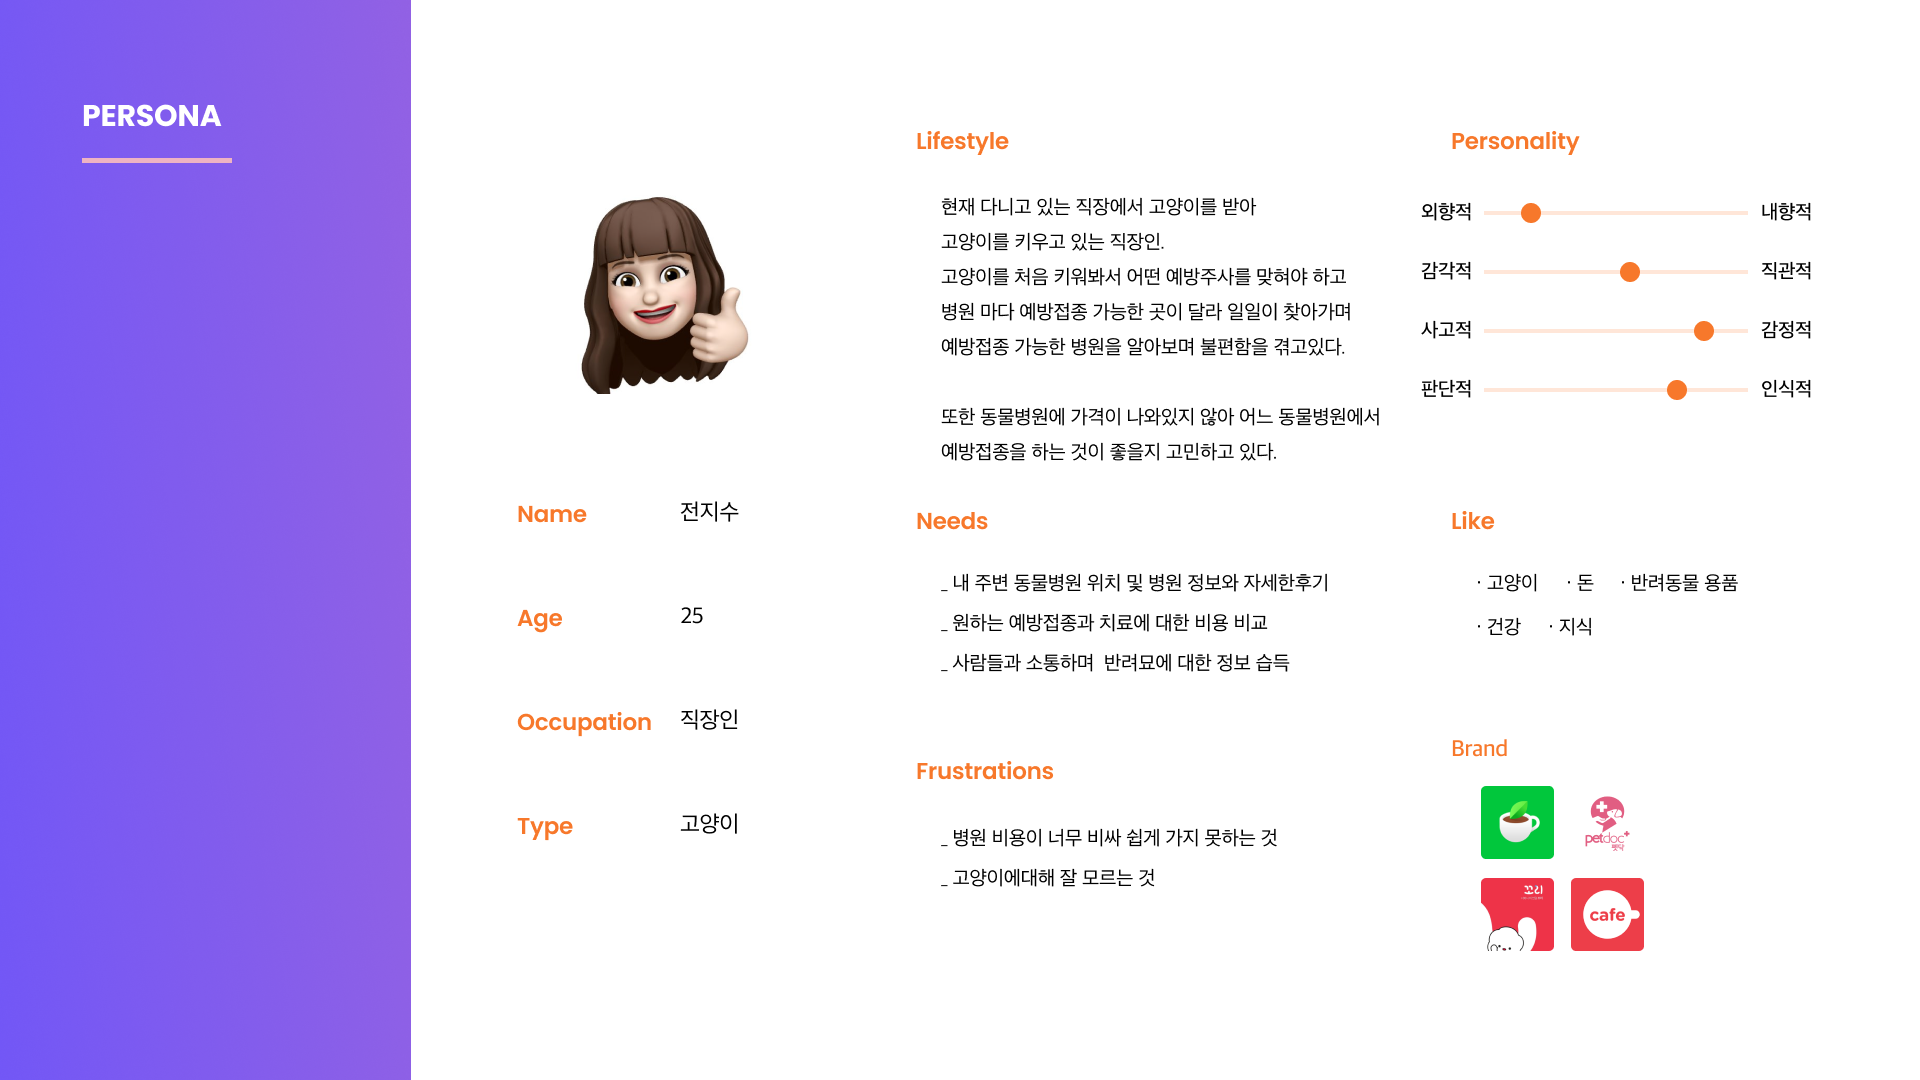 PERSONA
Name 전지수
Age 25
Occupation 직장인
Type 고양이
Lifestyle
현재 다니고 있는 직장에서 고양이를 받아
고양이를 키우고 있는 직장인.
고양이를 처음 키워봐서 어떤 예방주사를 맞혀야 하고
병원 마다 예방접종 가능한 곳이 달라 일일이 찾아가며
예방접종 가능한 병원을 알아보며 불편함을 겪고있다.
또한 동물병원에 가격이 나와있지 않아 어느 동물병원에서
예방접종을 하는 것이 좋을지 고민하고 있다.
Needs
_ 내 주변 동물병원 위치 및 병원 정보와 자세한후기
_ 원하는 예방접종과 치료에 대한 비용 비교
_ 사람들과 소통하며  반려묘에 대한 정보 습득
Frustrations
_ 병원 비용이 너무 비싸 쉽게 가지 못하는 것
_ 고양이에대해 잘 모르는 것
Personality
외향적 내향적
감각적 직관적
사고적 감정적
판단적 인식적
Like
· 고양이 · 돈 · 반려동물 용품
· 건강 · 지식
Brand
petdoc+
펫닥
꼬리
cafe